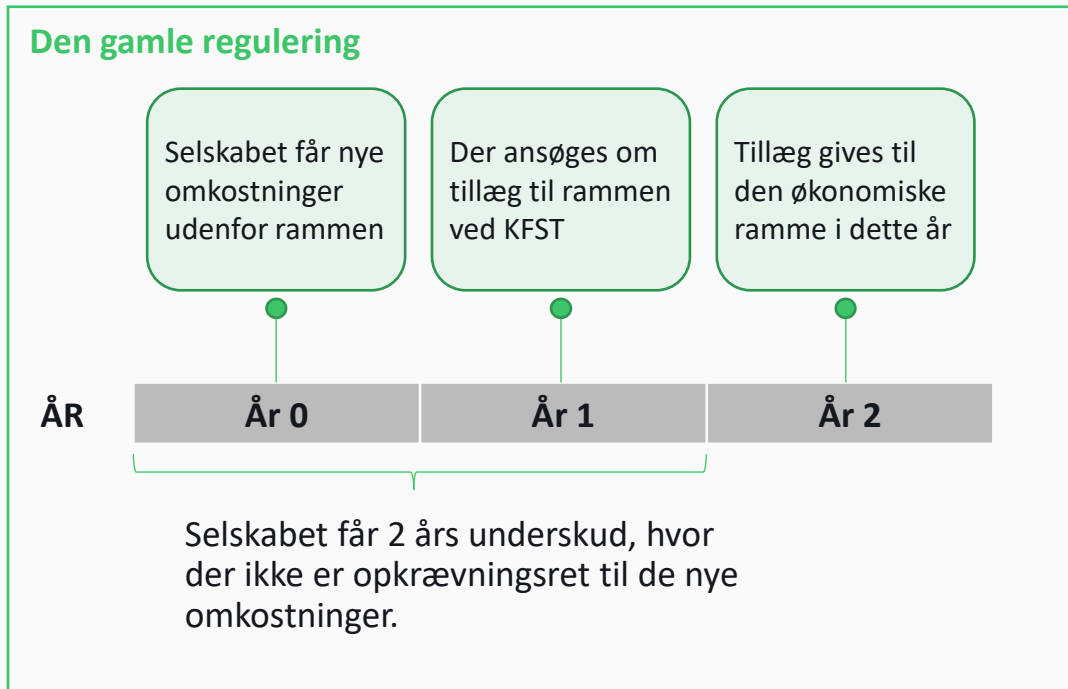 Den gamle regulering
Selskabet får nye
omkostninger
udenfor rammen
Der ansøges om
tillæg til rammen
ved KFST
Tillæg gives til
den økonomiske
ramme i dette år
ÅR
År 0
År 1
År 2
Selskabet får 2 års underskud, hvor
der ikke er opkrævningsret til de nye
omkostninger.